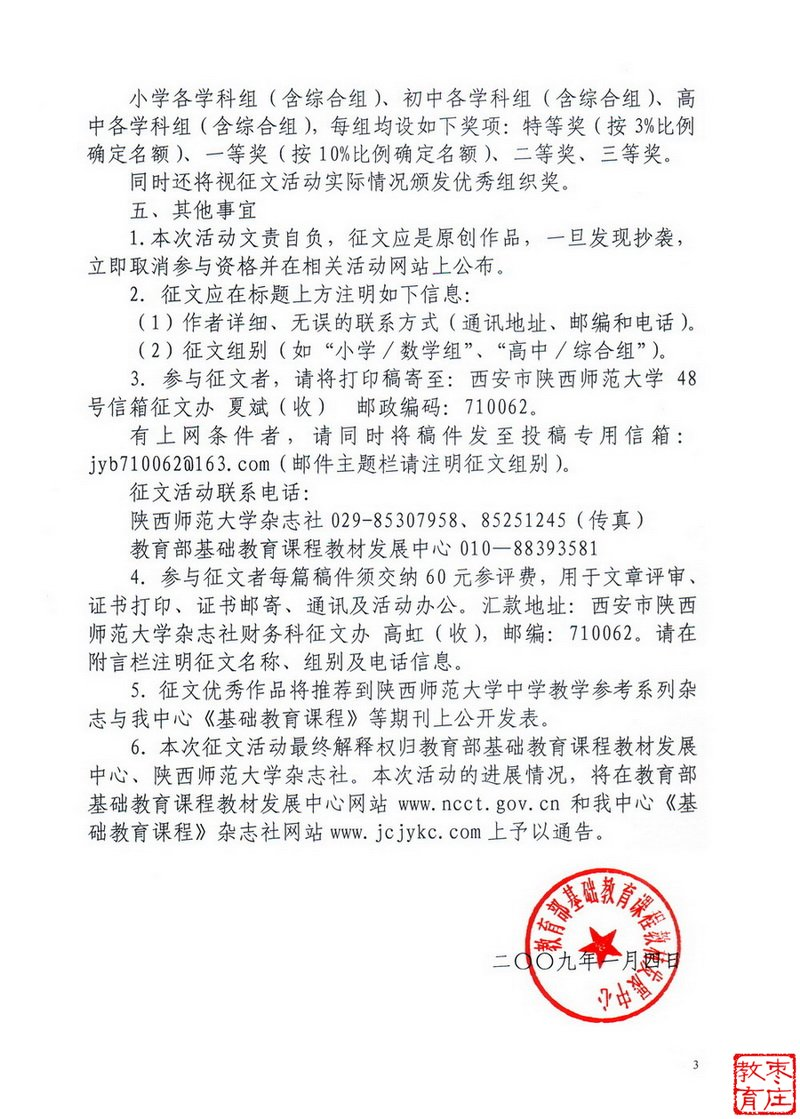 小学各学科组（含综合组）、初中各学科组（含综合组）、高
中各学科组（含综合组），每组均设如下奖项：特等奖（按 3%比例
确定名额）、一等奖（按 10%比例确定名额）、二等奖、三等奖。
同时还将视征文活动实际情况颁发优秀组织奖。
五、其他事宜
1.本次活动文责自负，征文应是原创作品，一旦发现抄袭，
立即取消参与资格并在相关活动网站上公布。
2. 征文应在标题上方注明如下信息：
（1）作者详细、无误的联系方式（通讯地址、邮编和电话）。
（2）征文组别（如“小学／数学组”、“高中／综合组”）。
3. 参与征文者，请将打印稿寄至：西安市陕西师范大学 48
号信箱征文办 夏斌（收） 邮政编码：710062。
有上网条件者，请同时将稿件发至投稿专用信箱：
jyb710062@163.com（邮件主题栏请注明征文组别）。
征文活动联系电话：
陕西师范大学杂志社 029-85307958、85251245（传真）
教育部基础教育课程教材发展中心 010—88393581
4. 参与征文者每篇稿件须交纳 60 元参评费，用于文章评审、
证书打印、证书邮寄、通讯及活动办公。汇款地址：西安市陕西
师范大学杂志社财务科征文办 高虹（收），邮编：710062。请在
附言栏注明征文名称、组别及电话信息。
5. 征文优秀作品将推荐到陕西师范大学中学教学参考系列杂
志与我中心《基础教育课程》等期刊上公开发表。
6. 本次征文活动最终解释权归教育部基础教育课程教材发展
中心、陕西师范大学杂志社。本次活动的进展情况，将在教育部
基础教育课程教材发展中心网站 www.ncct.gov.cn 和我中心《基
础教育课程》杂志社网站 www.jcjykc.com 上予以通告。
教育部基础教育课程教材发展中心
二〇〇九年一月四日
3
枣庄
教育